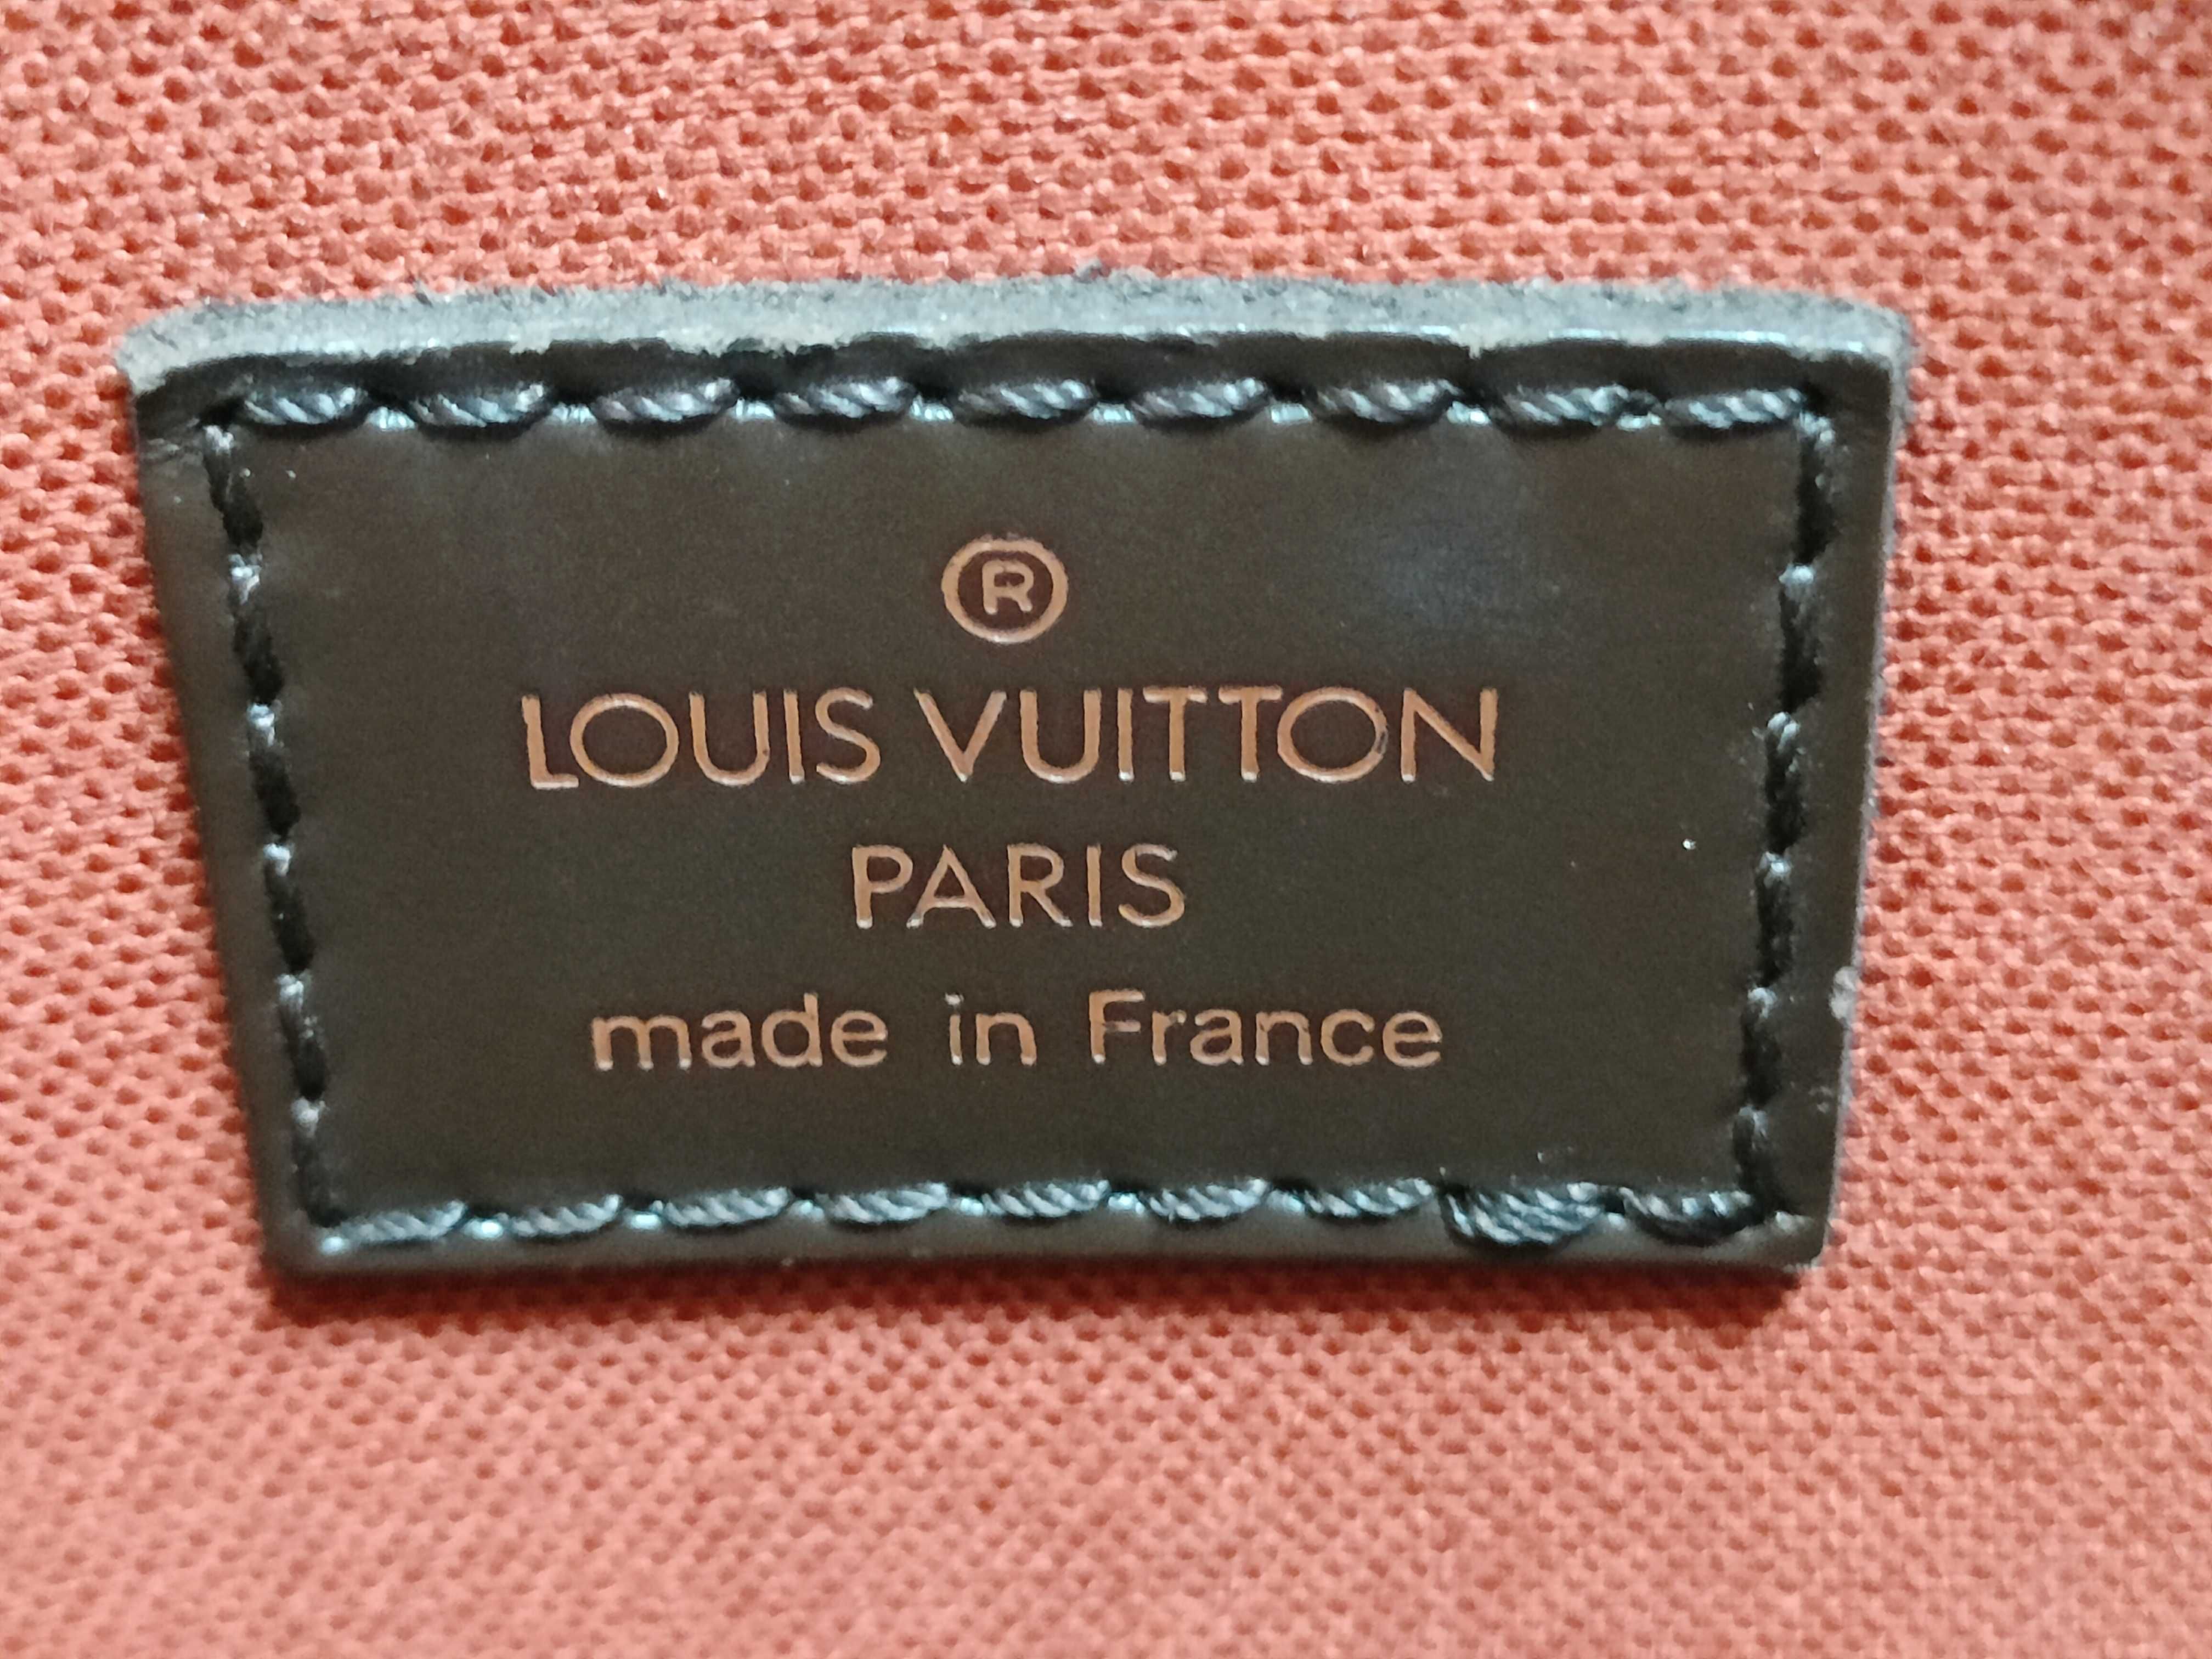 ®
LOUIS VUITTON
PARIS
made in France